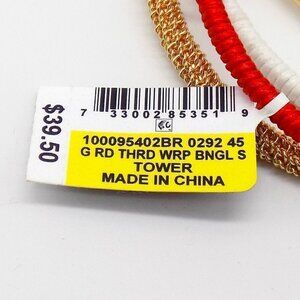 7 33002 85351 9
$39.50
100095402BR 0292 45
G RD THRD WRP BNGL S
TOWER
MADE IN CHINA